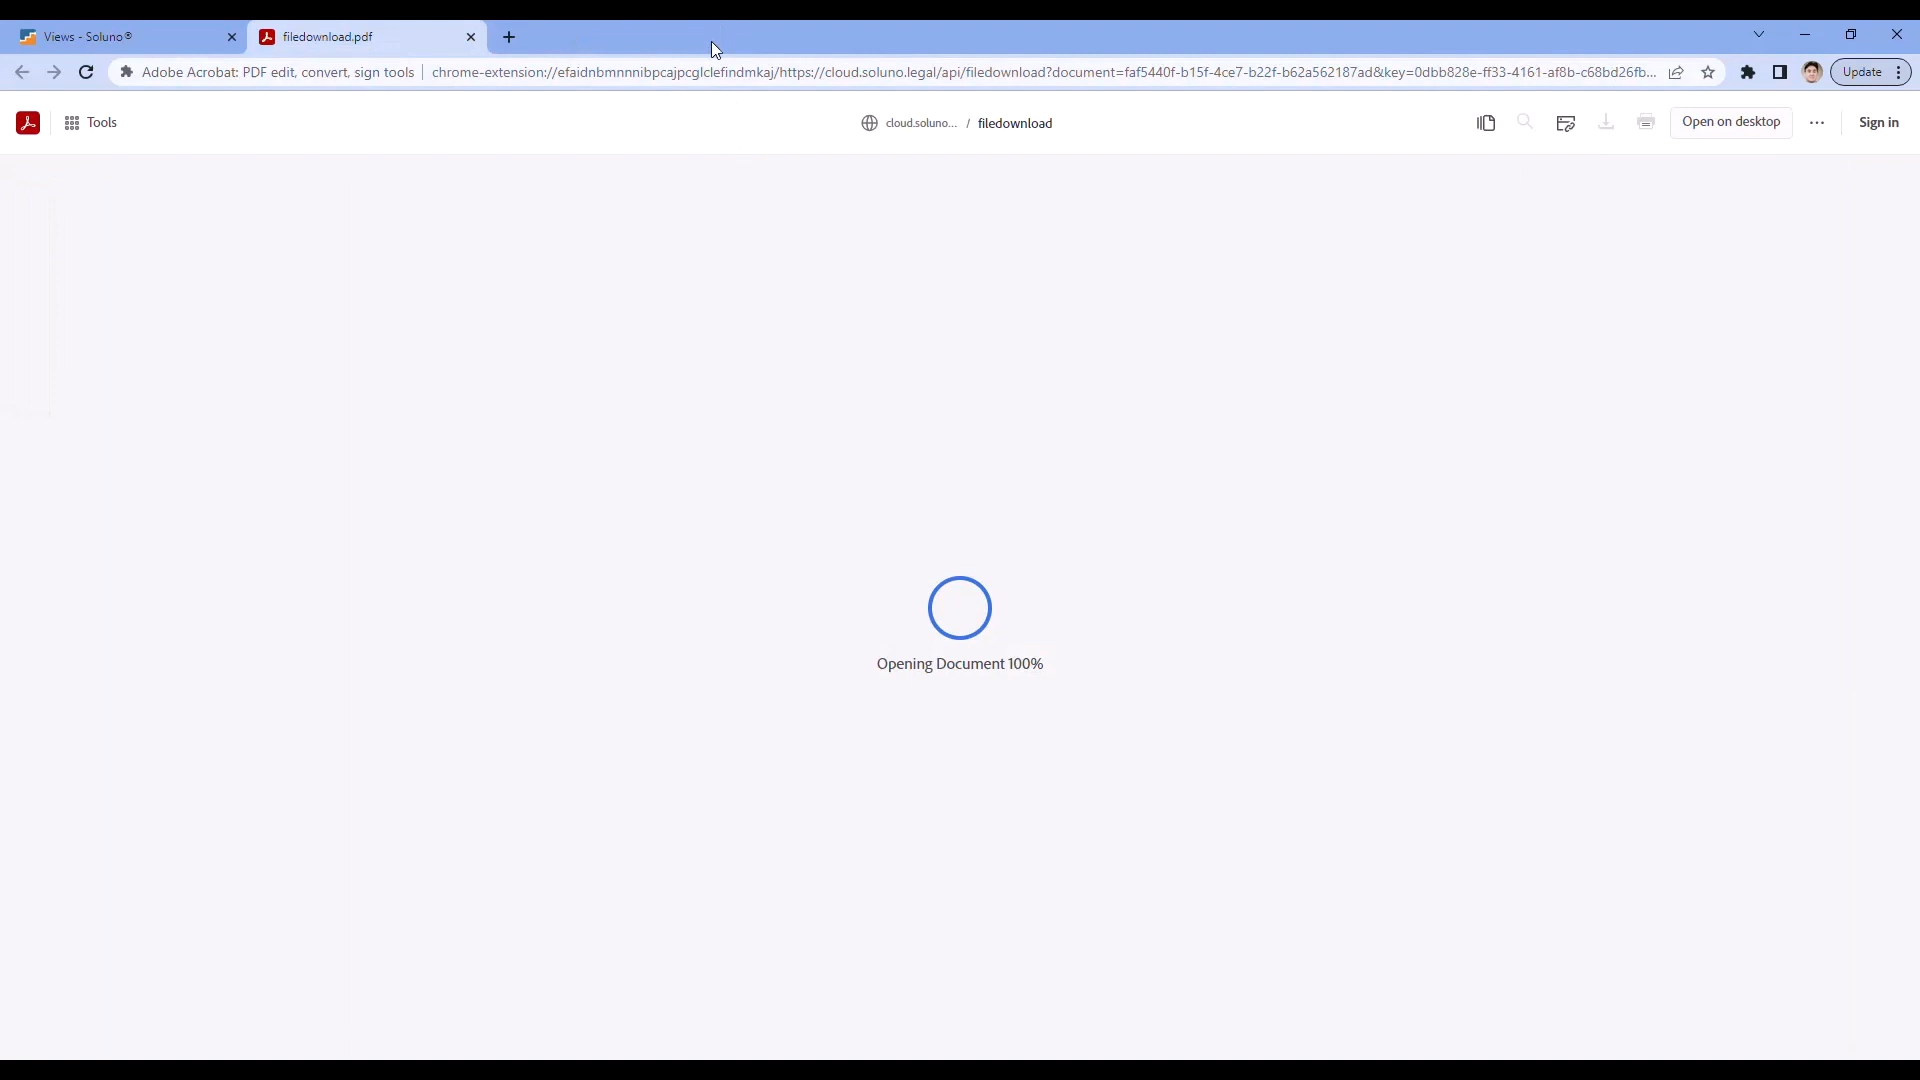 Views - Soluno®
filedownload.pdf
Adobe Acrobat: PDF edit, convert, sign tools
chrome-extension://efaidnbmnnnibpcajpcglclefindmkaj/https://cloud.soluno.legal/api/filedownload?document=faf5440f-b15f-4ce7-b22f-b62a562187ad&key=0dbb828e-ff33-4161-af8b-c68bd26fb...
Update
Tools
cloud.soluno... / filedownload
Open on desktop
Sign in
Opening Document 100%